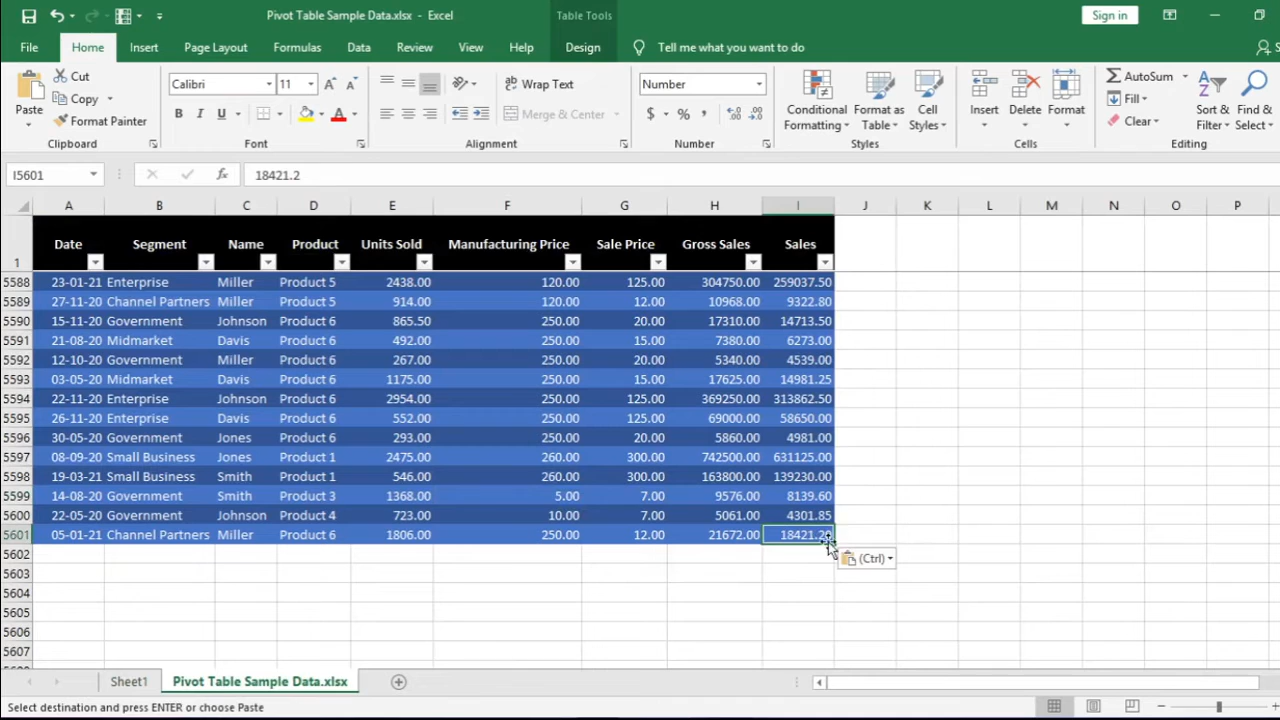 Pivot Table Sample Data.xlsx - Excel
Table Tools
Sign in
File Home Insert Page Layout Formulas Data Review View Help Design Tell me what you want to do
Paste
Cut
Copy
Format Painter
Clipboard
Calibri 11
B I U
Font
Wrap Text
Merge & Center
Alignment
Number
$ % ,
Number
Conditional Formatting
Format as Table
Cell Styles
Styles
Insert Delete Format
Cells
AutoSum
Fill
Clear
Sort & Filter
Find & Select
Editing
I5601 fx 18421.2
A B C D E F G H I J K L M N O P
1 Date Segment Name Product Units Sold Manufacturing Price Sale Price Gross Sales Sales
5588 23-01-21 Enterprise Miller Product 5 2438.00 120.00 125.00 304750.00 259037.50
5589 27-11-20 Channel Partners Miller Product 5 914.00 120.00 12.00 10968.00 9322.80
5590 15-11-20 Government Johnson Product 6 865.50 250.00 20.00 17310.00 14713.50
5591 21-08-20 Midmarket Davis Product 6 492.00 250.00 15.00 7380.00 6273.00
5592 12-10-20 Government Miller Product 6 267.00 250.00 20.00 5340.00 4539.00
5593 03-05-20 Midmarket Davis Product 6 1175.00 250.00 15.00 17625.00 14981.25
5594 22-11-20 Enterprise Johnson Product 6 2954.00 250.00 125.00 369250.00 313862.50
5595 26-11-20 Enterprise Davis Product 6 552.00 250.00 125.00 69000.00 58650.00
5596 30-05-20 Government Jones Product 6 293.00 250.00 20.00 5860.00 4981.00
5597 08-09-20 Small Business Jones Product 1 2475.00 260.00 300.00 742500.00 631125.00
5598 19-03-21 Small Business Smith Product 1 546.00 260.00 300.00 163800.00 139230.00
5599 14-08-20 Government Smith Product 3 1368.00 5.00 7.00 9576.00 8139.60
5600 22-05-20 Government Johnson Product 4 723.00 10.00 7.00 5061.00 4301.85
5601 05-01-21 Channel Partners Miller Product 6 1806.00 250.00 12.00 21672.00 18421.20
5602
(Ctrl)
5603
5604
5605
5606
5607
Sheet1 Pivot Table Sample Data.xlsx
Select destination and press ENTER or choose Paste